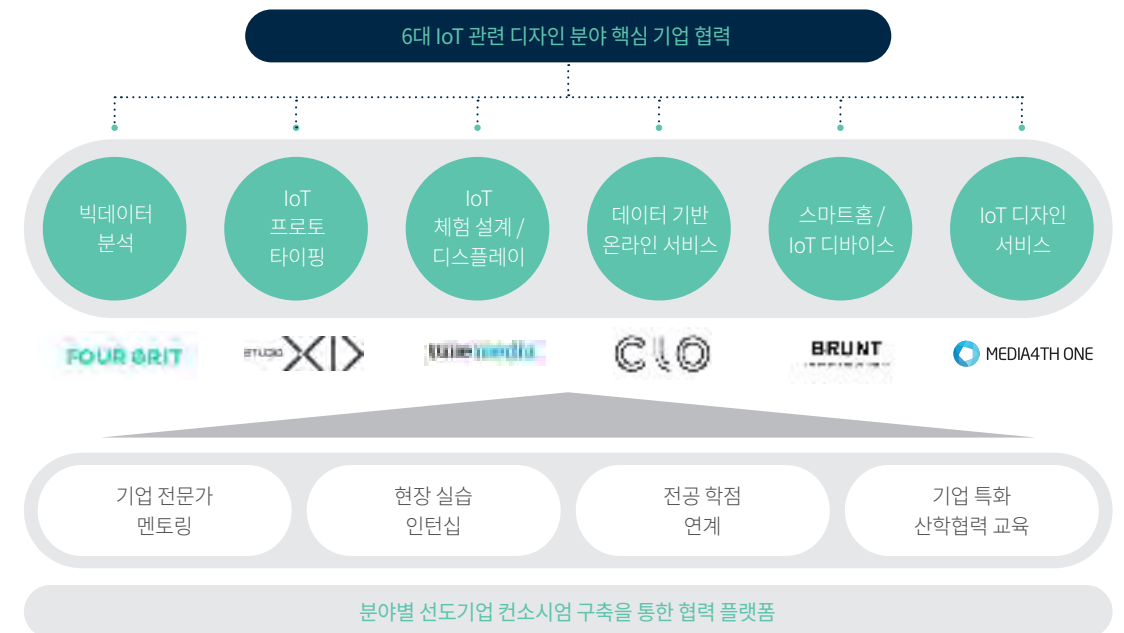 6대 IoT 관련 디자인 분야 핵심 기업 협력
빅데이터
분석
IoT
프로토
타이핑
IoT
체험 설계 /
디스플레이
데이터 기반
온라인 서비스
스마트홈 /
IoT 디바이스
IoT 디자인
서비스
FOUR GRIT
STUDIO XID
CLO
BRUNT
MEDIA4TH ONE
기업 전문가
멘토링
현장 실습
인턴십
전공 학점
연계
기업 특화
산학협력 교육
분야별 선도기업 컨소시엄 구축을 통한 협력 플랫폼